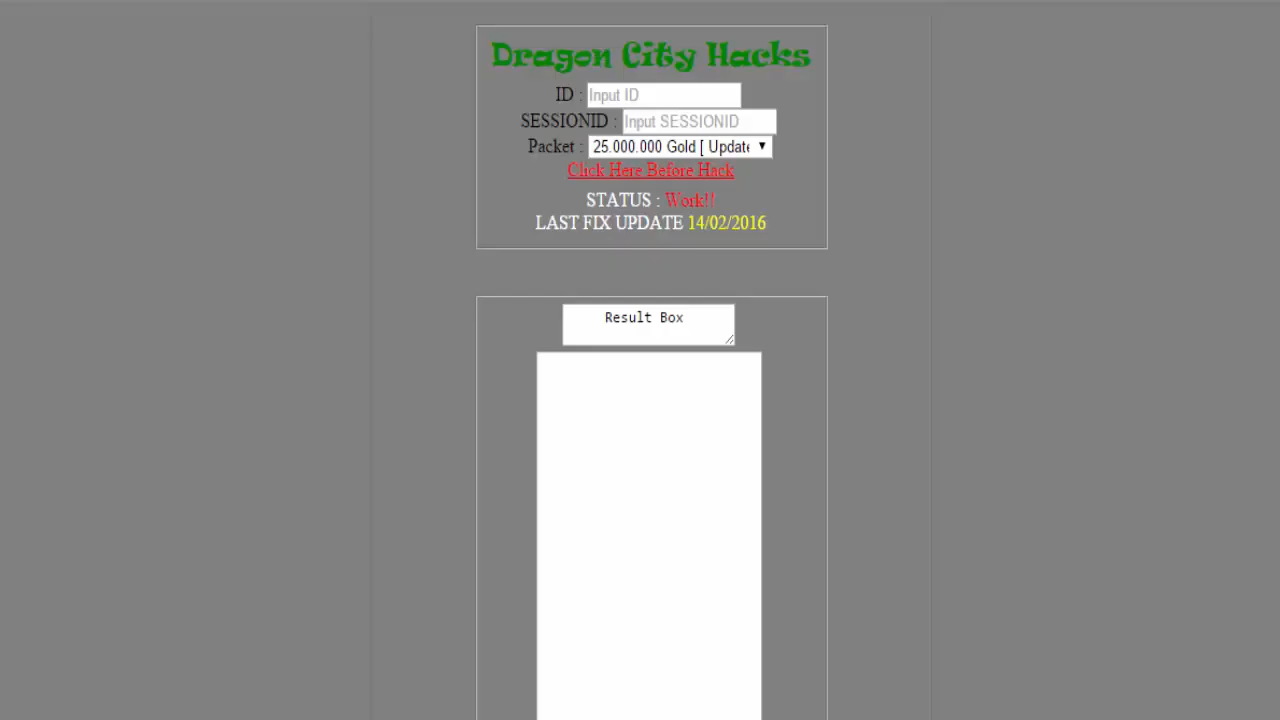 Dragon City Hacks
ID : Input ID
SESSIONID : Input SESSIONID
Packet : 25.000.000 Gold [ Update
Click Here Before Hack
STATUS : Work!!
LAST FIX UPDATE 14/02/2016
Result Box